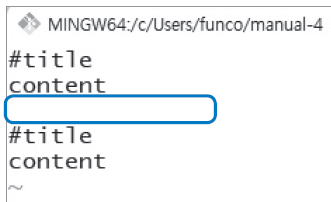 MINGW64:/c/Users/funco/manual-4
#title
content
#title
content
~